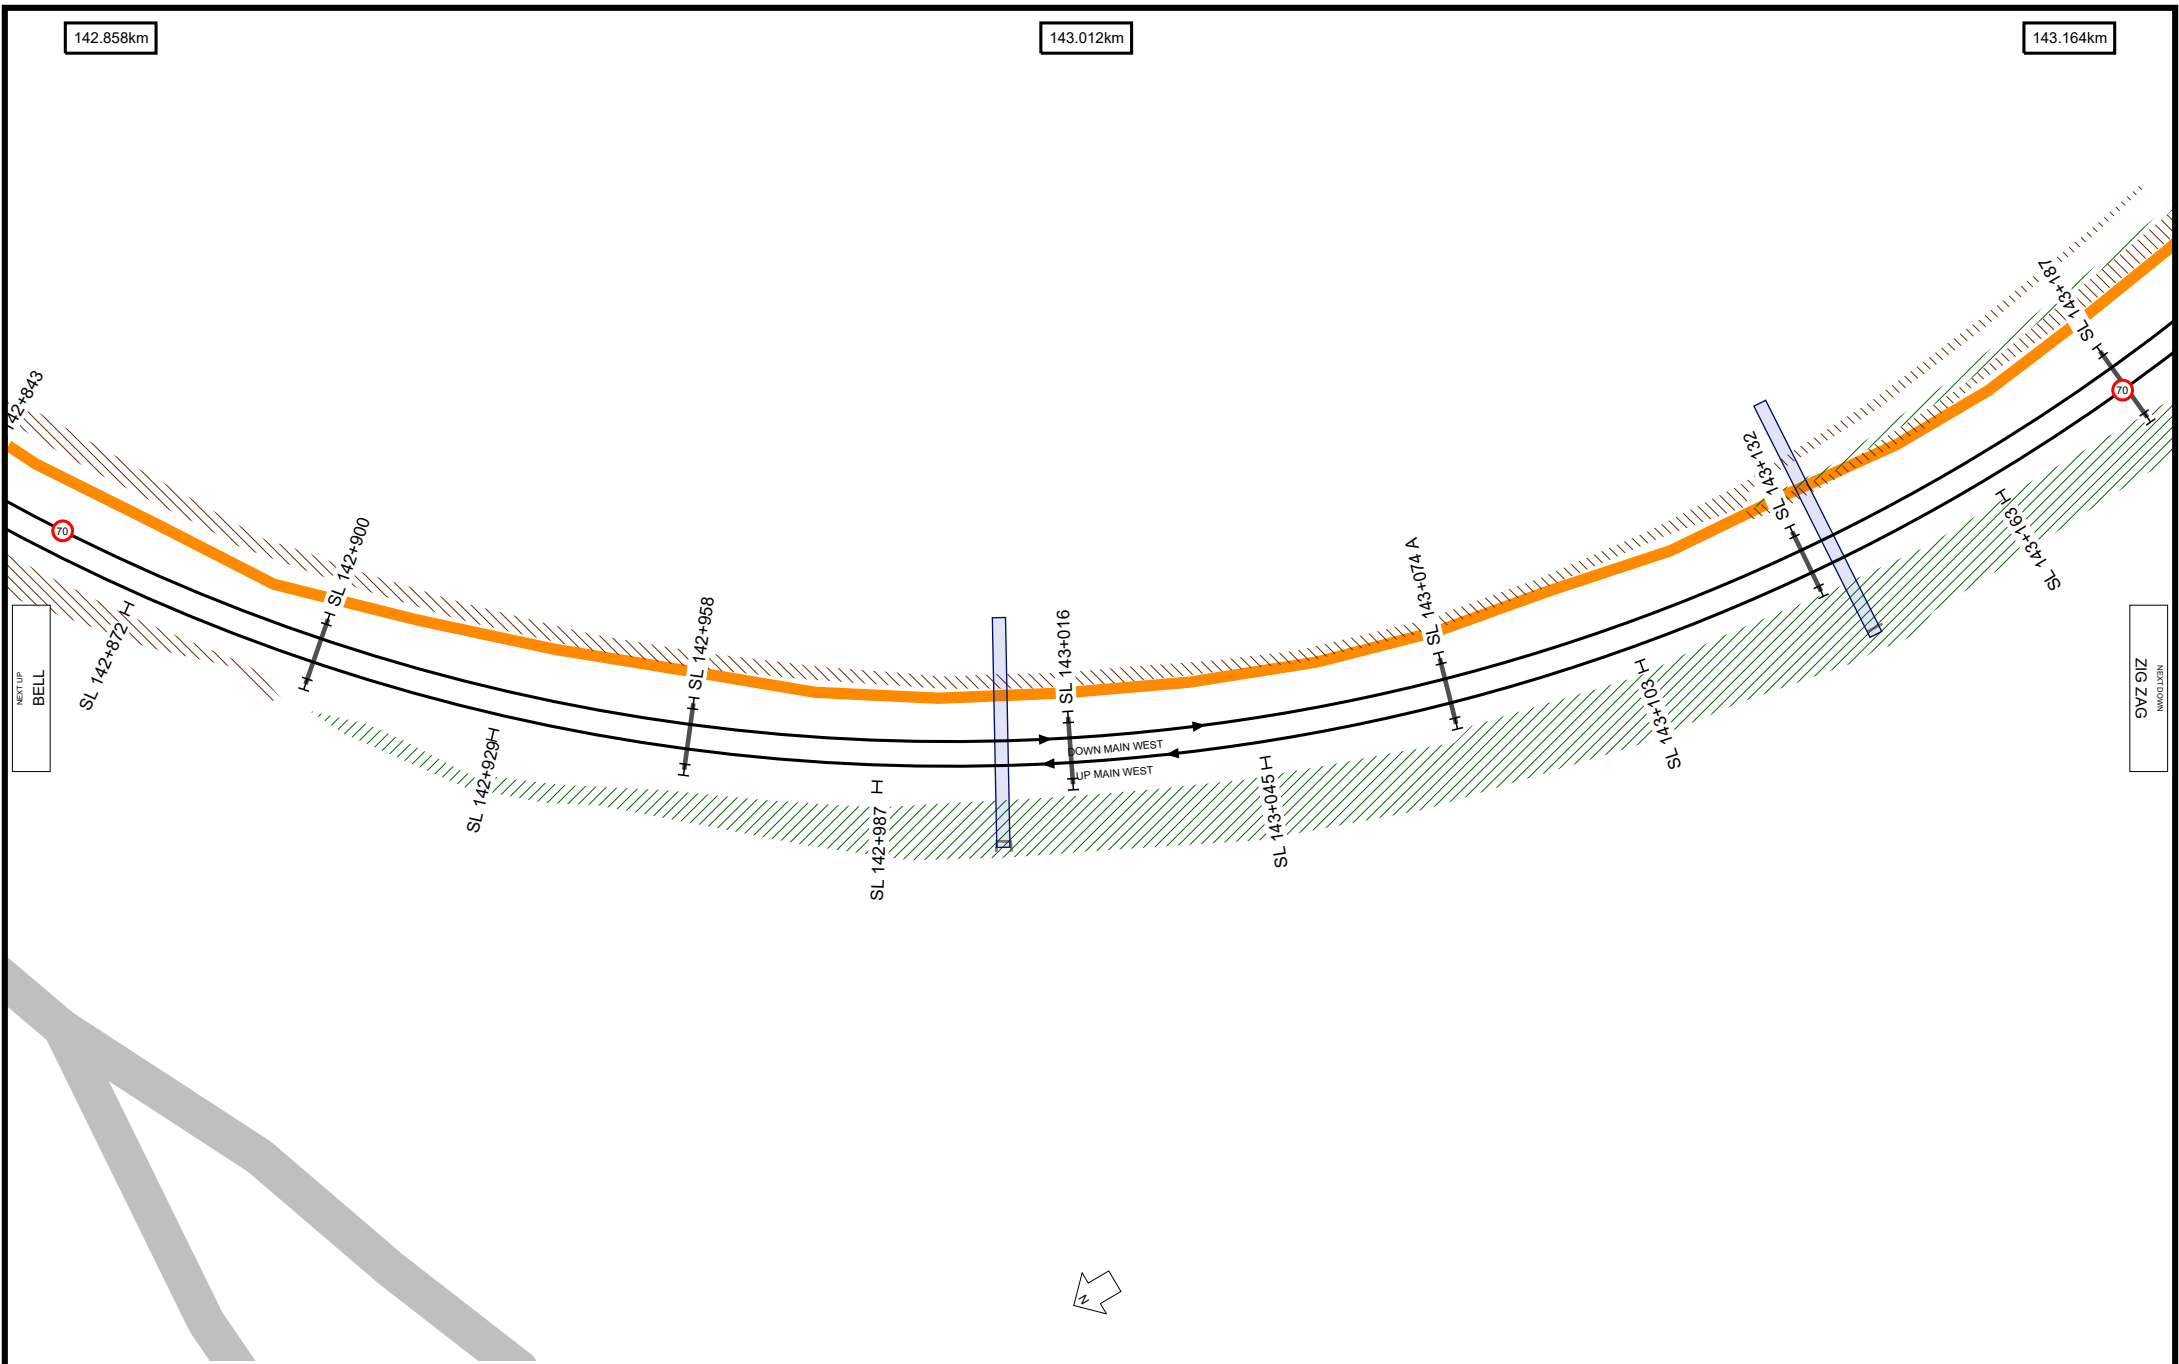 142.858km
143.012km
143.164km
142+843
SL 142+872
SL 142+900
SL 142+929
SL 142+958
SL 142+987
SL 143+016
SL 143+045
SL 143+074 A
SL 143+103
SL 143+132
SL 143+163
SL 143+187
70
70
NEXT UP
BELL
DOWN MAIN WEST
UP MAIN WEST
NEXT DOWN
ZIG ZAG
N